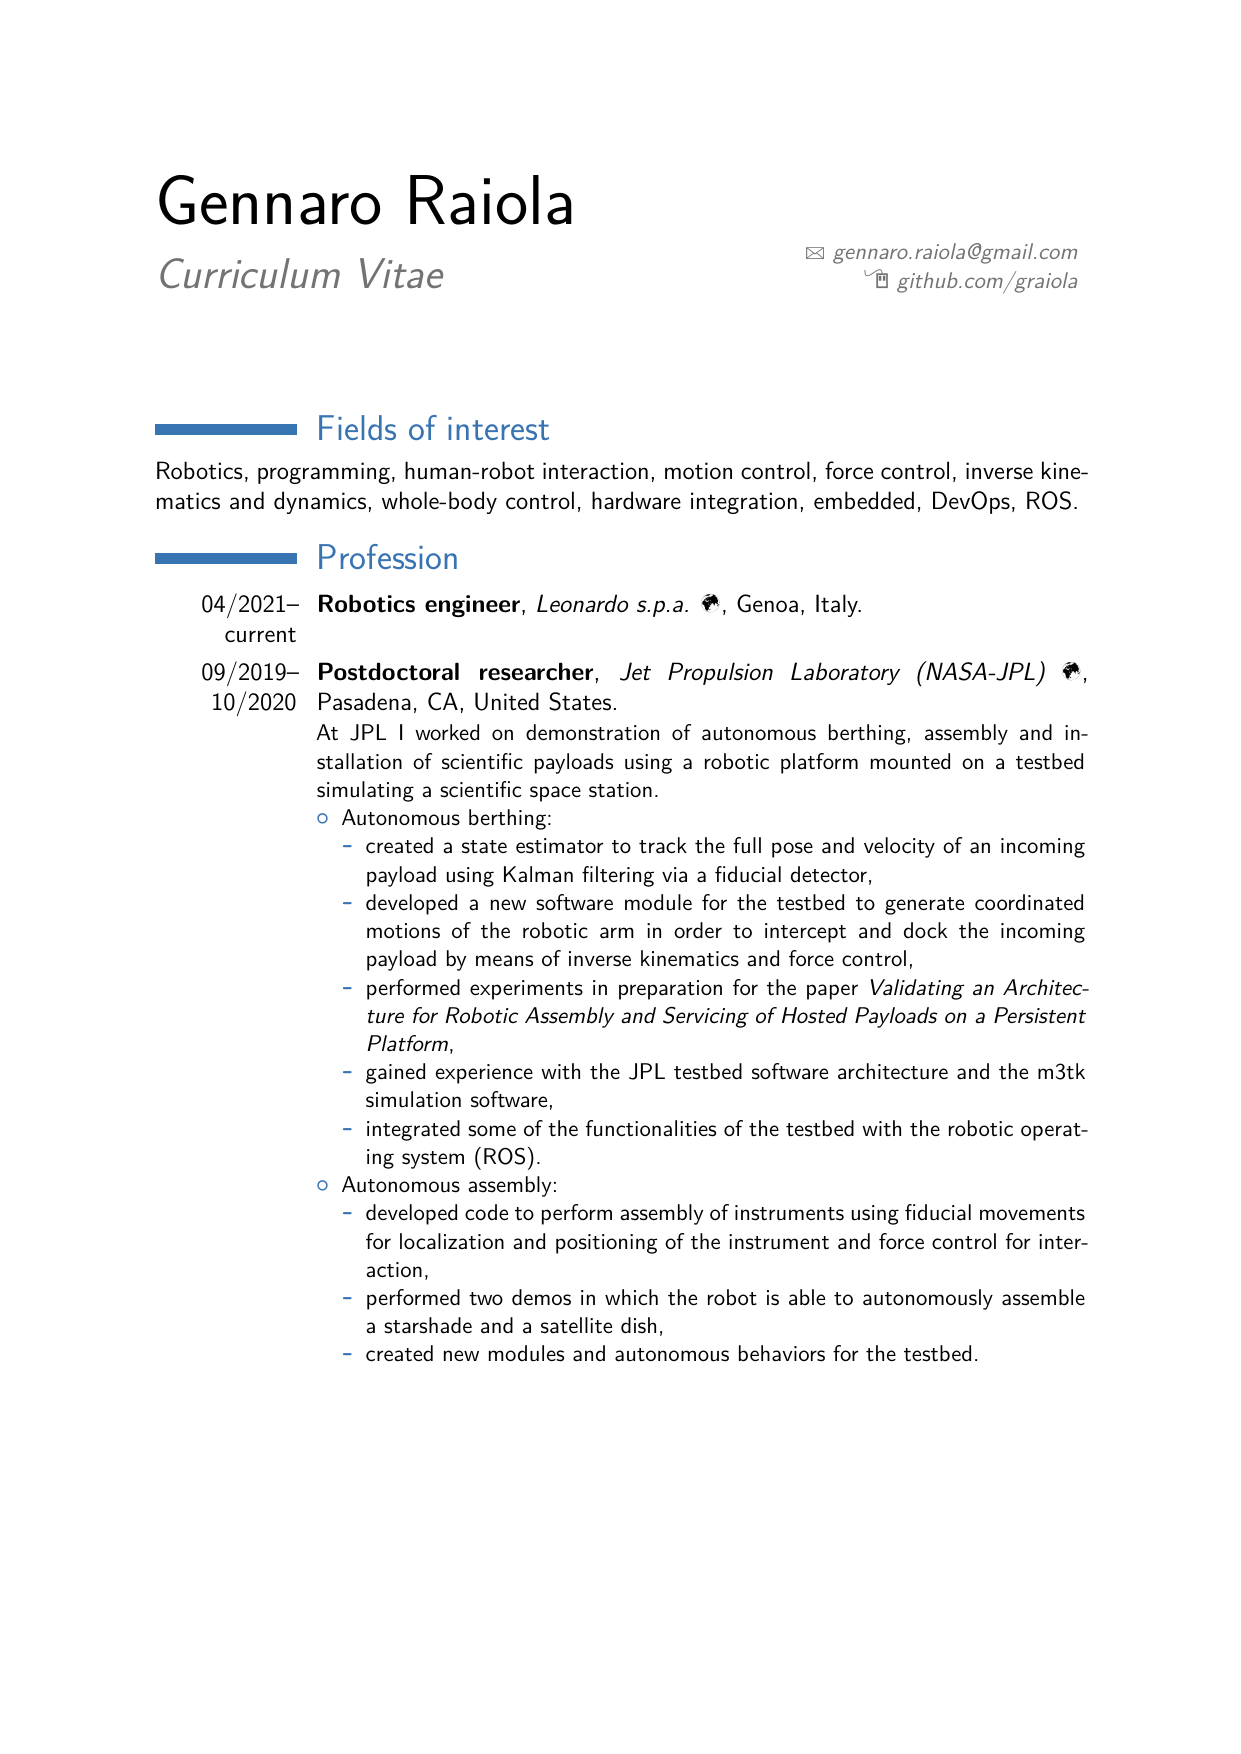 Gennaro Raiola
Curriculum Vitae
gennaro.raiola@gmail.com
github.com/graiola
Fields of interest
Robotics, programming, human-robot interaction, motion control, force control, inverse kine-
matics and dynamics, whole-body control, hardware integration, embedded, DevOps, ROS.
Profession
04/2021– Robotics engineer, Leonardo s.p.a. , Genoa, Italy.
current
09/2019– Postdoctoral researcher, Jet Propulsion Laboratory (NASA-JPL) ,
10/2020 Pasadena, CA, United States.
At JPL I worked on demonstration of autonomous berthing, assembly and in-
stallation of scientific payloads using a robotic platform mounted on a testbed
simulating a scientific space station.
○ Autonomous berthing:
– created a state estimator to track the full pose and velocity of an incoming
payload using Kalman filtering via a fiducial detector,
– developed a new software module for the testbed to generate coordinated
motions of the robotic arm in order to intercept and dock the incoming
payload by means of inverse kinematics and force control,
– performed experiments in preparation for the paper Validating an Architec-
ture for Robotic Assembly and Servicing of Hosted Payloads on a Persistent
Platform,
– gained experience with the JPL testbed software architecture and the m3tk
simulation software,
– integrated some of the functionalities of the testbed with the robotic operat-
ing system (ROS).
○ Autonomous assembly:
– developed code to perform assembly of instruments using fiducial movements
for localization and positioning of the instrument and force control for inter-
action,
– performed two demos in which the robot is able to autonomously assemble
a starshade and a satellite dish,
– created new modules and autonomous behaviors for the testbed.